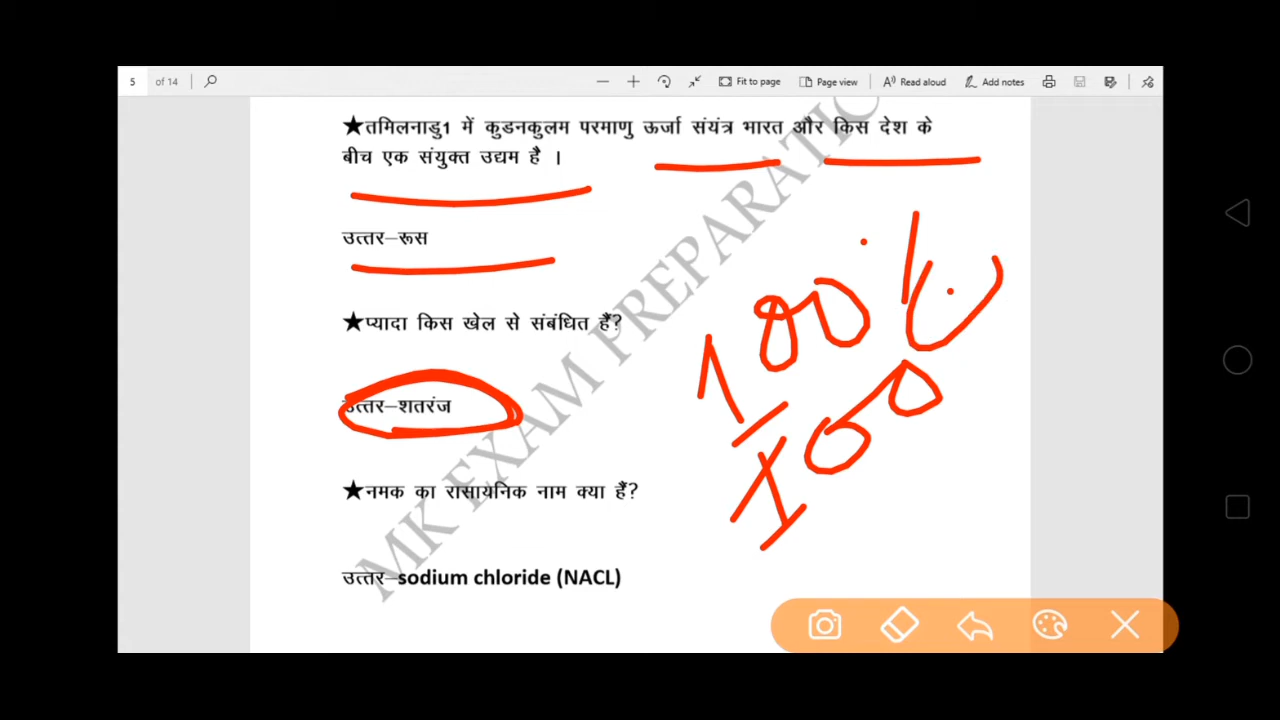 5 of 14 Fit to page Page view Read aloud Add notes
★तमिलनाडु1 में कुडनकुलम परमाणु ऊर्जा संयंत्र भारत और किस देश के
बीच एक संयुक्त उद्यम है ।
उत्तर–रूस
★प्यादा किस खेल से संबंधित हैं?
उत्तर–शतरंज
★नमक का रासायनिक नाम क्या हैं?
उत्तर–sodium chloride (NACL)
100
100
MK EXAM PREPARATIO